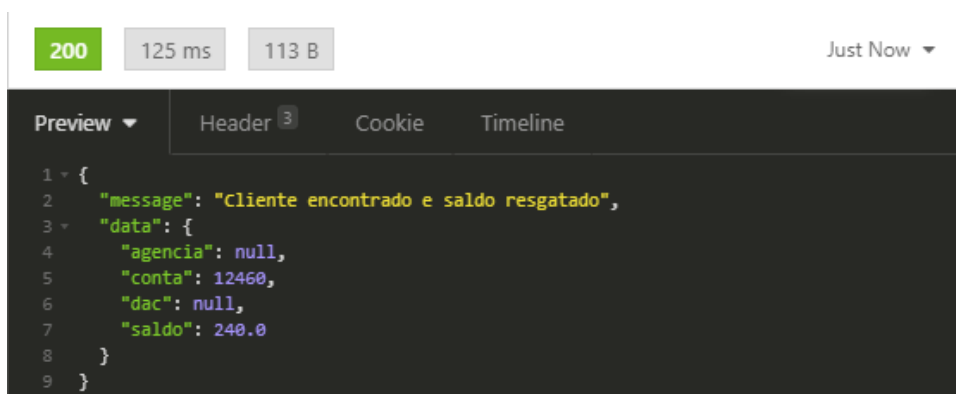 200 125 ms 113 B Just Now
Preview Header 3 Cookie Timeline
1 {
2 "message": "Cliente encontrado e saldo resgatado",
3 "data": {
4 "agencia": null,
5 "conta": 12460,
6 "dac": null,
7 "saldo": 240.0
8 }
9 }